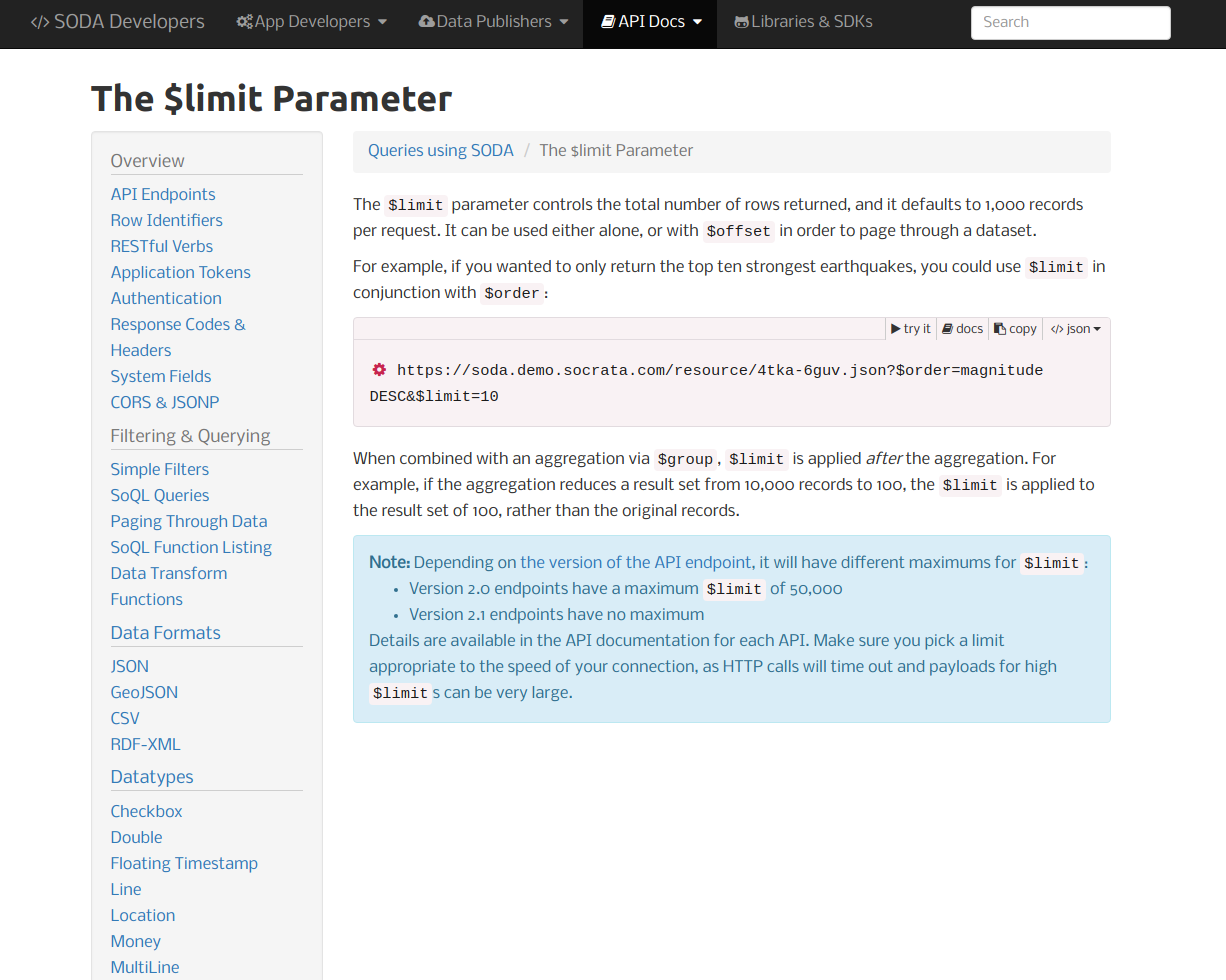 </> SODA Developers App Developers Data Publishers API Docs Libraries & SDKs Search
The $limit Parameter
Overview
API Endpoints
Row Identifiers
RESTful Verbs
Application Tokens
Authentication
Response Codes &
Headers
System Fields
CORS & JSONP
Filtering & Querying
Simple Filters
SoQL Queries
Paging Through Data
SoQL Function Listing
Data Transform
Functions
Data Formats
JSON
GeoJSON
CSV
RDF-XML
Datatypes
Checkbox
Double
Floating Timestamp
Line
Location
Money
MultiLine
Queries using SODA / The $limit Parameter
The $limit parameter controls the total number of rows returned, and it defaults to 1,000 records
per request. It can be used either alone, or with $offset in order to page through a dataset.
For example, if you wanted to only return the top ten strongest earthquakes, you could use $limit in
conjunction with $order:
try it docs copy </> json
https://soda.demo.socrata.com/resource/4tka-6guv.json?$order=magnitude
DESC&$limit=10
When combined with an aggregation via $group, $limit is applied after the aggregation. For
example, if the aggregation reduces a result set from 10,000 records to 100, the $limit is applied to
the result set of 100, rather than the original records.
Note: Depending on the version of the API endpoint, it will have different maximums for $limit:
• Version 2.0 endpoints have a maximum $limit of 50,000
• Version 2.1 endpoints have no maximum
Details are available in the API documentation for each API. Make sure you pick a limit
appropriate to the speed of your connection, as HTTP calls will time out and payloads for high
$limits can be very large.